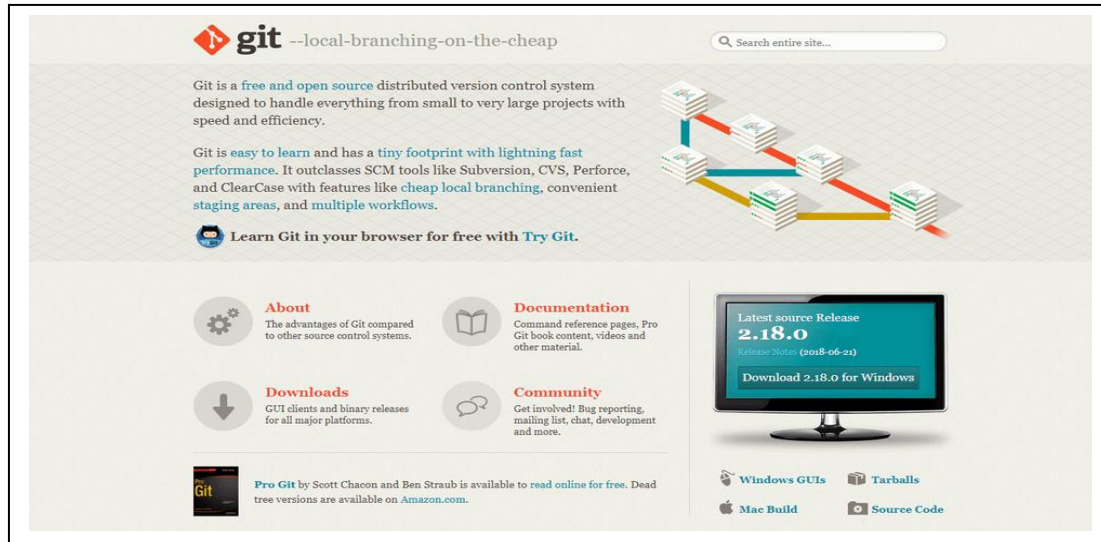 git --local-branching-on-the-cheap
Search entire site...
Git is a free and open source distributed version control system
designed to handle everything from small to very large projects with
speed and efficiency.
Git is easy to learn and has a tiny footprint with lightning fast
performance. It outclasses SCM tools like Subversion, CVS, Perforce,
and ClearCase with features like cheap local branching, convenient
staging areas, and multiple workflows.
Learn Git in your browser for free with Try Git.
About
The advantages of Git compared
to other source control systems.
Documentation
Command reference pages, Pro
Git book content, videos and
other material.
Downloads
GUI clients and binary releases
for all major platforms.
Community
Get involved! Bug reporting,
mailing list, chat, development
and more.
Pro
Git
Pro Git by Scott Chacon and Ben Straub is available to read online for free. Dead
tree versions are available on Amazon.com.
Latest source Release
2.18.0
Release Notes (2018-06-21)
Download 2.18.0 for Windows
Windows GUIs
Tarballs
Mac Build
Source Code